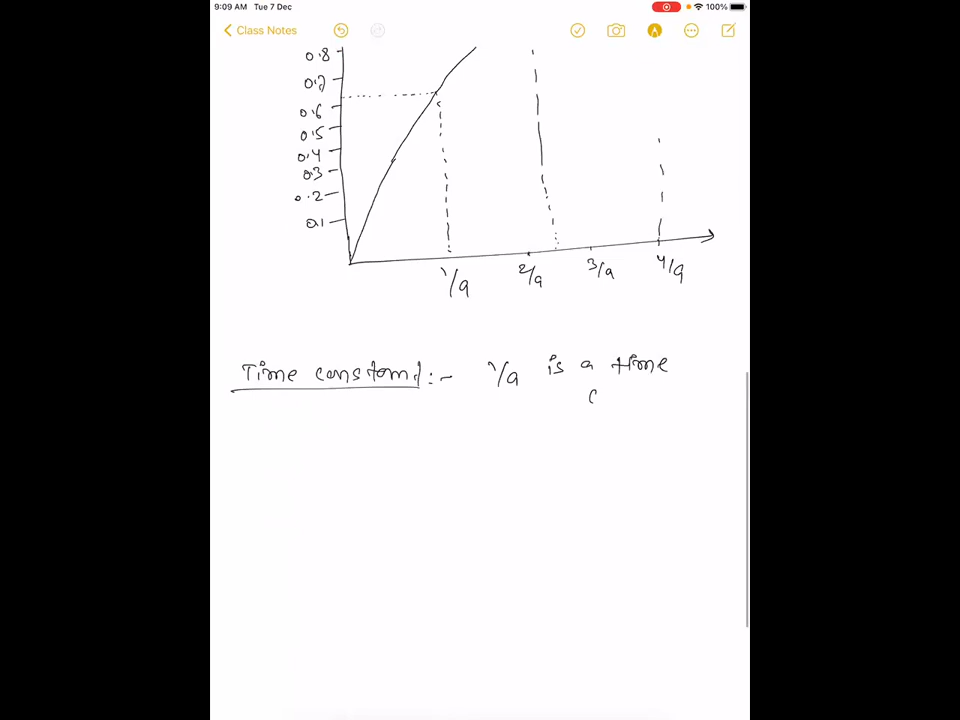 9:09 AM Tue 7 Dec
100%
Class Notes
0.8
0.7
0.6
0.5
0.4
0.3
0.2
0.1
1/a 2/a 3/a 4/a
Time constant :- 1/a is a time
c